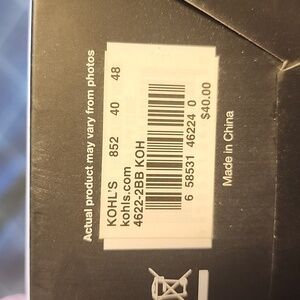 Actual product may vary from photos
KOHL'S 852 40 48
kohls.com
4622-2BB KOH
6 58531 46224 0
$40.00
Made in China